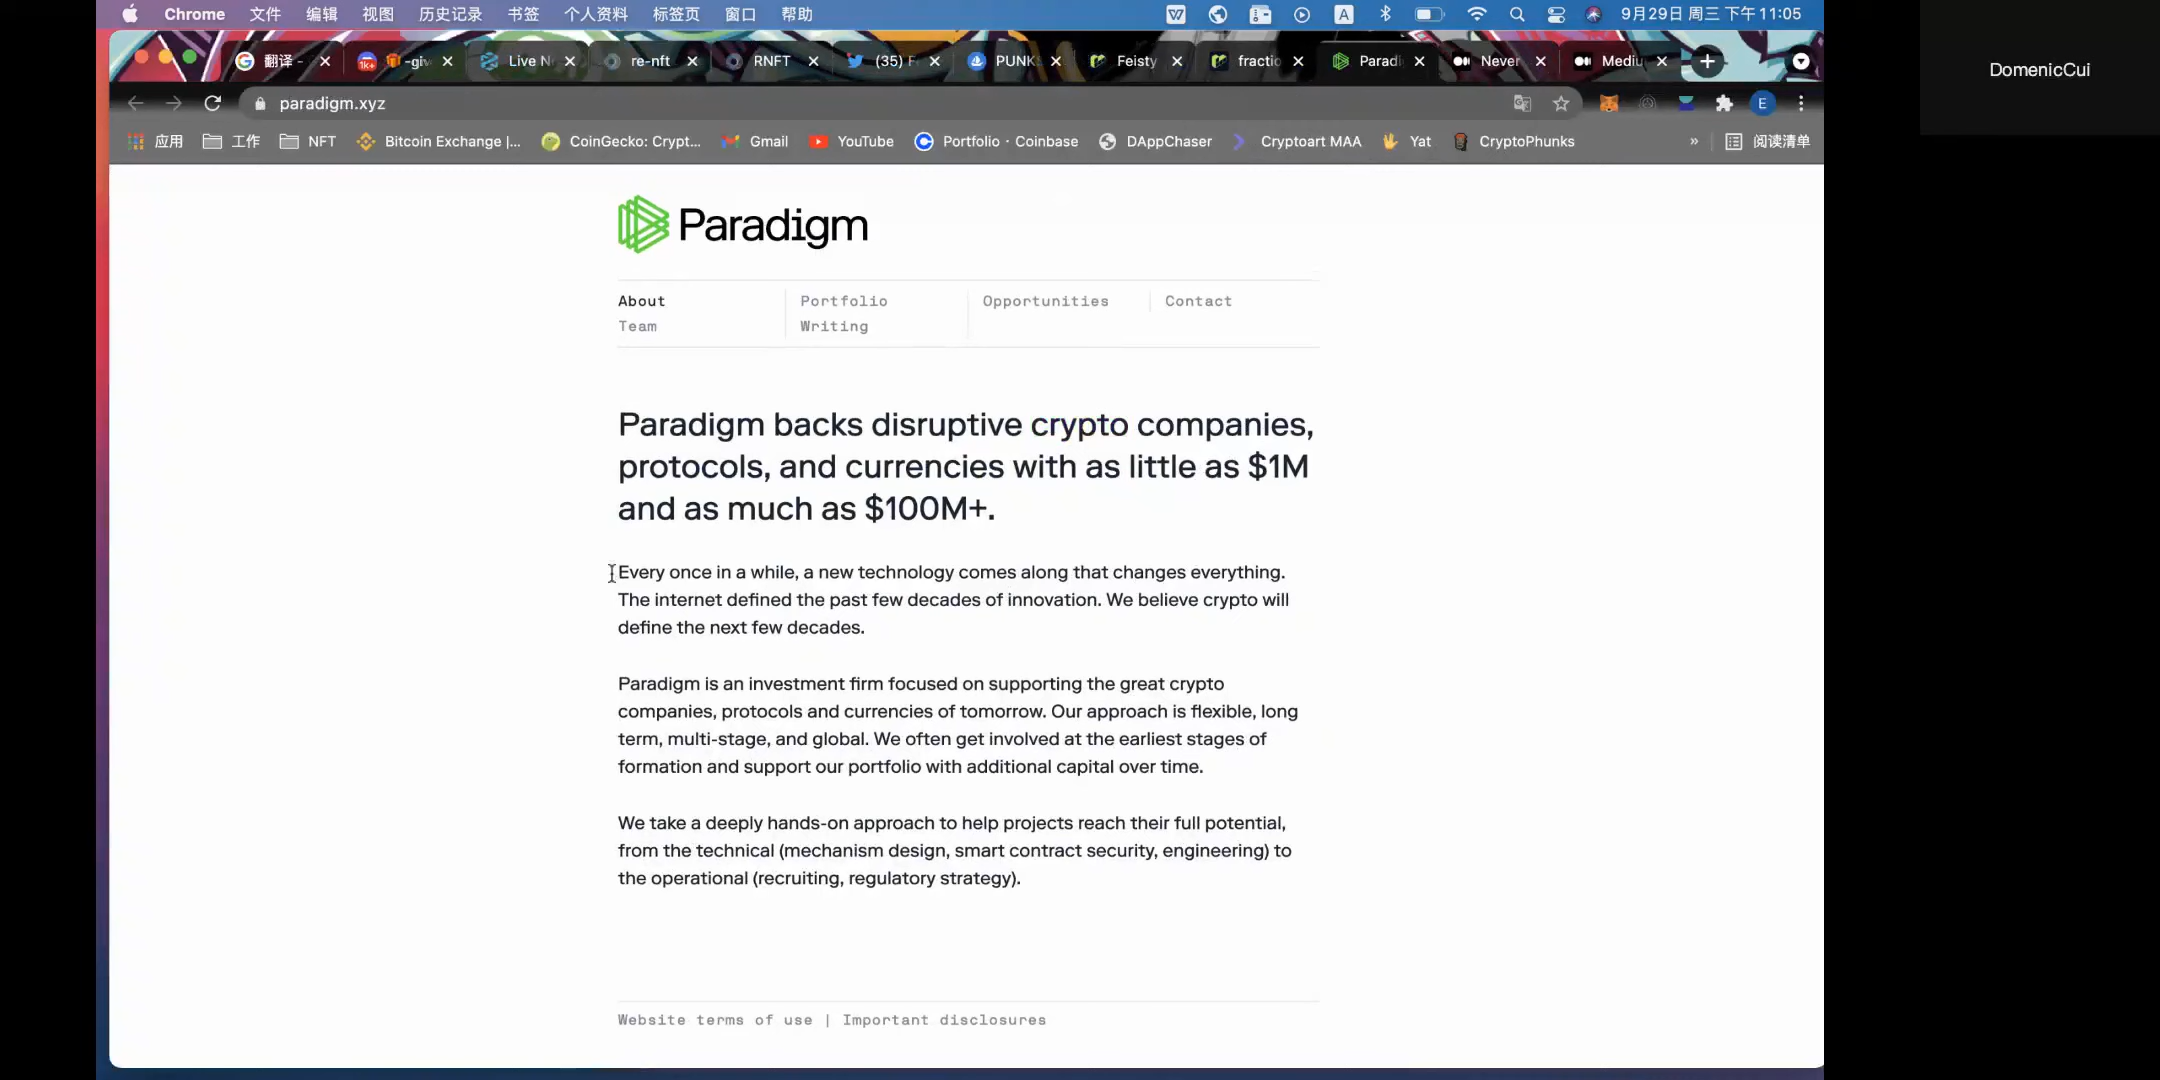 Chrome 文件 编辑 视图 历史记录 书签 个人资料 标签页 窗口 帮助 A 9月29日 周三 下午11:05
DomenicCui
翻译 - 1k+ -giv Live N re-nft RNFT (35) F PUNK Feisty fractio Paradi Never Mediu
paradigm.xyz E
应用 工作 NFT Bitcoin Exchange |... CoinGecko: Crypt... Gmail YouTube Portfolio · Coinbase DAppChaser Cryptoart MAA Yat CryptoPhunks » 阅读清单
Paradigm
About Portfolio Opportunities Contact
Team Writing
Paradigm backs disruptive crypto companies,
protocols, and currencies with as little as $1M
and as much as $100M+.
Every once in a while, a new technology comes along that changes everything.
The internet defined the past few decades of innovation. We believe crypto will
define the next few decades.
Paradigm is an investment firm focused on supporting the great crypto
companies, protocols and currencies of tomorrow. Our approach is flexible, long
term, multi-stage, and global. We often get involved at the earliest stages of
formation and support our portfolio with additional capital over time.
We take a deeply hands-on approach to help projects reach their full potential,
from the technical (mechanism design, smart contract security, engineering) to
the operational (recruiting, regulatory strategy).
Website terms of use | Important disclosures